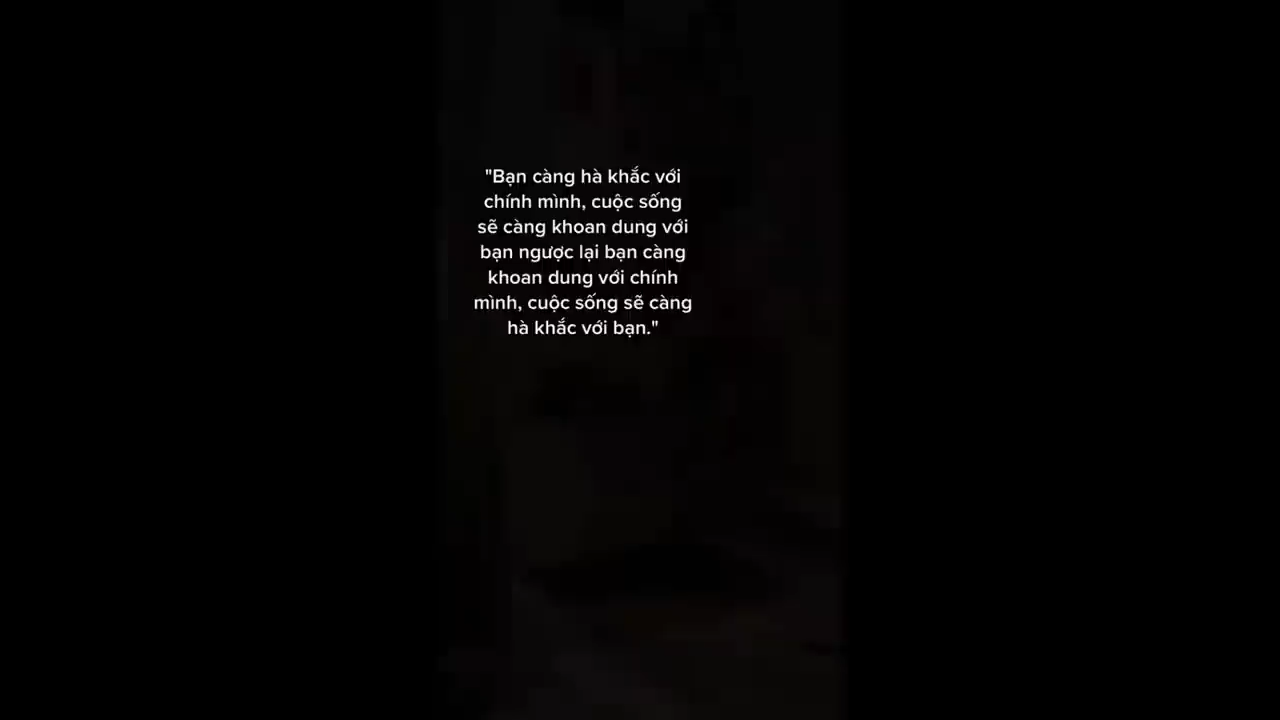 "Bạn càng hà khắc với
chính mình, cuộc sống
sẽ càng khoan dung với
bạn ngược lại bạn càng
khoan dung với chính
mình, cuộc sống sẽ càng
hà khắc với bạn."